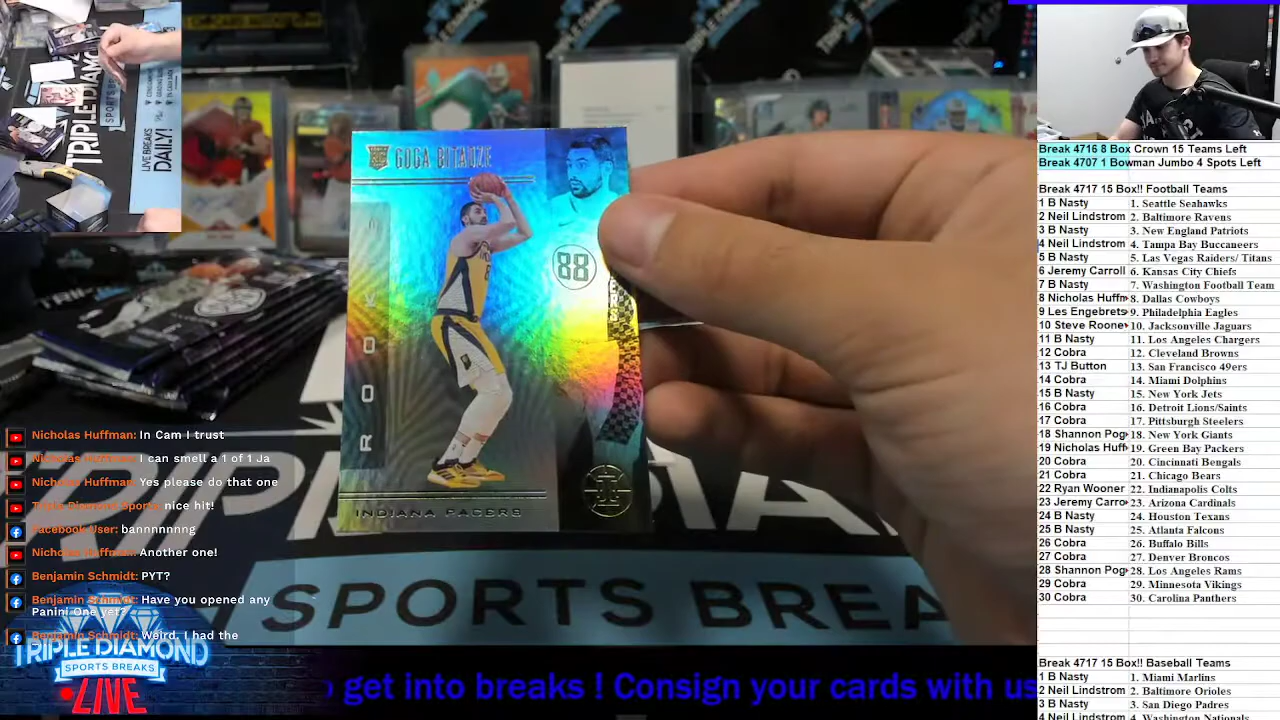 TRIPLE DIAMOND
LIVE BREAKS
DAILY!
GOGA BITADZE
ROOKIE
88
INDIANA PACERS
SPORTS BREA
Nicholas Huffman: In Cam I trust
Nicholas Huffman: I can smell a 1 of 1 Ja
Nicholas Huffman: Yes please do that one
Triple Diamond Sports: nice hit!
Facebook User: bannnnnng
Nicholas Huffman: Another one!
Benjamin Schmidt: PYT?
Benjamin Schmidt: Have you opened any
Panini One yet?
Benjamin Schmidt: Weird. I had the
TRIPLE DIAMOND
SPORTS BREAKS
LIVE
get into breaks ! Consign your cards with us
Break 4716 8 Box Crown 15 Teams Left
Break 4707 1 Bowman Jumbo 4 Spots Left
Break 4717 15 Box!! Football Teams
1 B Nasty 1. Seattle Seahawks
2 Neil Lindstrom 2. Baltimore Ravens
3 B Nasty 3. New England Patriots
4 Neil Lindstrom 4. Tampa Bay Buccaneers
5 B Nasty 5. Las Vegas Raiders/ Titans
6 Jeremy Carroll 6. Kansas City Chiefs
7 B Nasty 7. Washington Football Team
8 Nicholas Huffm 8. Dallas Cowboys
9 Les Engebrets 9. Philadelphia Eagles
10 Steve Roone 10. Jacksonville Jaguars
11 B Nasty 11. Los Angeles Chargers
12 Cobra 12. Cleveland Browns
13 TJ Button 13. San Francisco 49ers
14 Cobra 14. Miami Dolphins
15 B Nasty 15. New York Jets
16 Cobra 16. Detroit Lions/Saints
17 Cobra 17. Pittsburgh Steelers
18 Shannon Pog 18. New York Giants
19 Nicholas Huff 19. Green Bay Packers
20 Cobra 20. Cincinnati Bengals
21 Cobra 21. Chicago Bears
22 Ryan Wooner 22. Indianapolis Colts
23 Jeremy Carro 23. Arizona Cardinals
24 B Nasty 24. Houston Texans
25 B Nasty 25. Atlanta Falcons
26 Cobra 26. Buffalo Bills
27 Cobra 27. Denver Broncos
28 Shannon Pog 28. Los Angeles Rams
29 Cobra 29. Minnesota Vikings
30 Cobra 30. Carolina Panthers
Break 4717 15 Box!! Baseball Teams
1 B Nasty 1. Miami Marlins
2 Neil Lindstrom 2. Baltimore Orioles
3 B Nasty 3. San Diego Padres
4 Neil Lindstrom 4. Washington Nationals